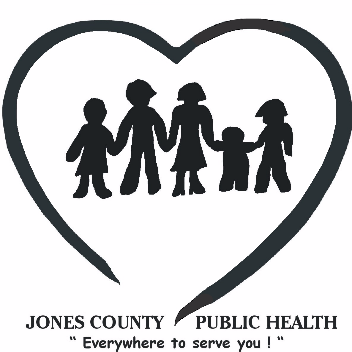 JONES COUNTY PUBLIC HEALTH
“ Everywhere to serve you ! “